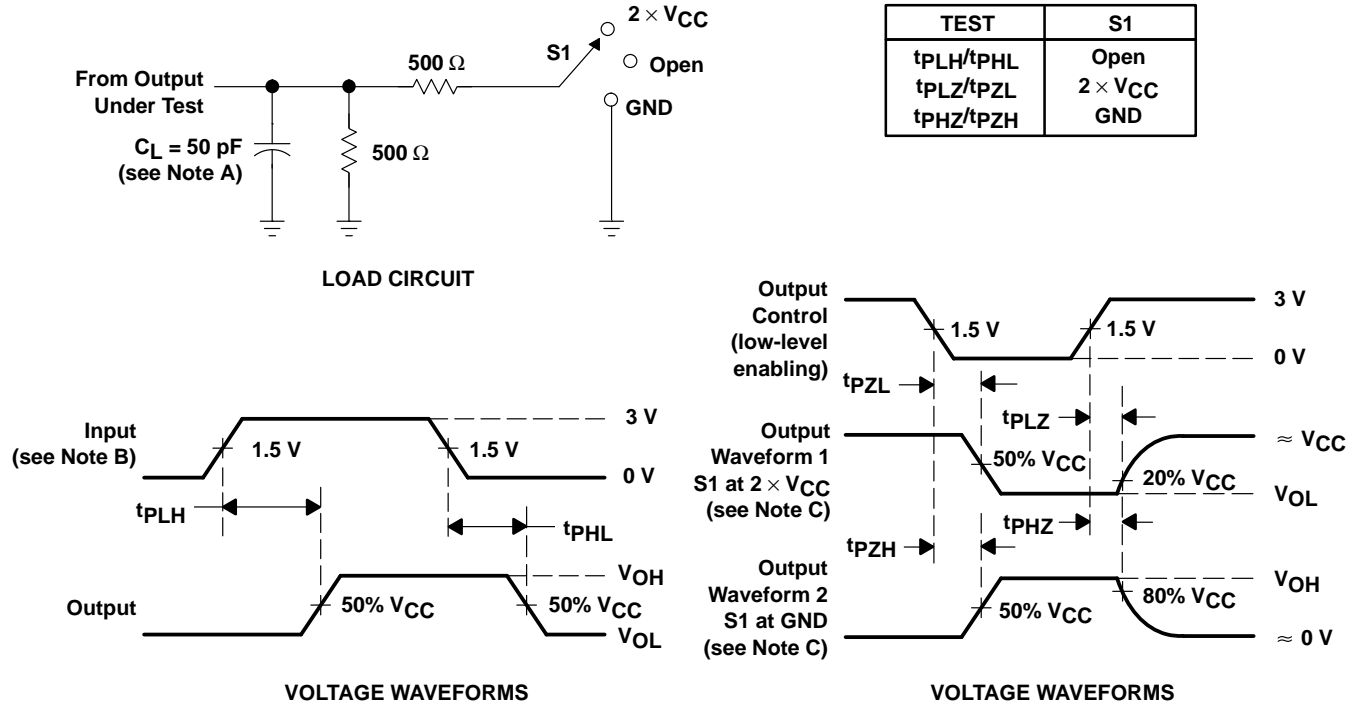 2 × VCC
S1
Open
GND
500 Ω
From Output
Under Test
CL = 50 pF
(see Note A)
500 Ω
LOAD CIRCUIT
TEST S1
tPLH/tPHL Open
tPLZ/tPZL 2 × VCC
tPHZ/tPZH GND
Input
(see Note B)
1.5 V
1.5 V
3 V
0 V
tPLH
tPHL
Output
50% VCC
50% VCC
VOH
VOL
VOLTAGE WAVEFORMS
Output
Control
(low-level
enabling)
1.5 V
1.5 V
3 V
0 V
tPZL
tPLZ
Output
Waveform 1
S1 at 2 × VCC
(see Note C)
50% VCC
20% VCC
≈ VCC
VOL
tPZH
tPHZ
Output
Waveform 2
S1 at GND
(see Note C)
50% VCC
80% VCC
VOH
≈ 0 V
VOLTAGE WAVEFORMS